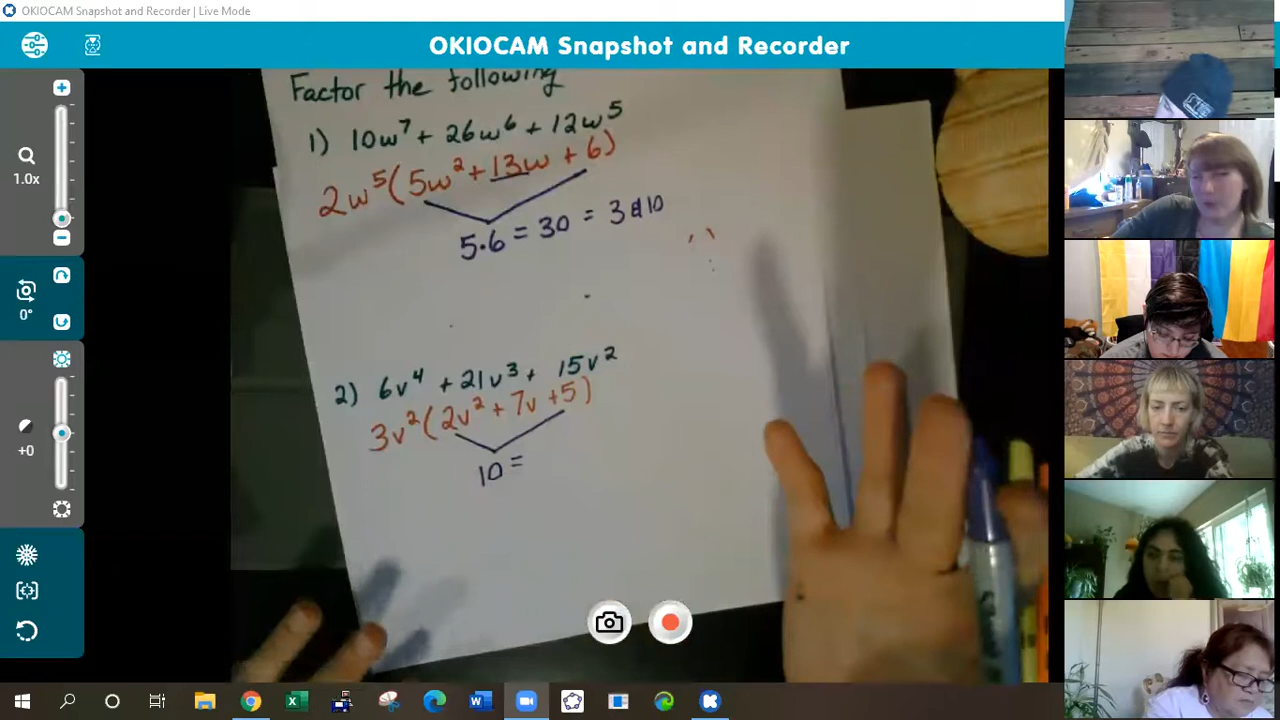 OKIOCAM Snapshot and Recorder | Live Mode
OKIOCAM Snapshot and Recorder
1.0x
0°
+0
Factor the following
1) 10w⁷ + 26w⁶ + 12w⁵
2w⁵(5w² + 13w + 6)
5·6 = 30 = 3 & 10
2) 6v⁴ + 21v³ + 15v²
3v²(2v² + 7v + 5)
10 =